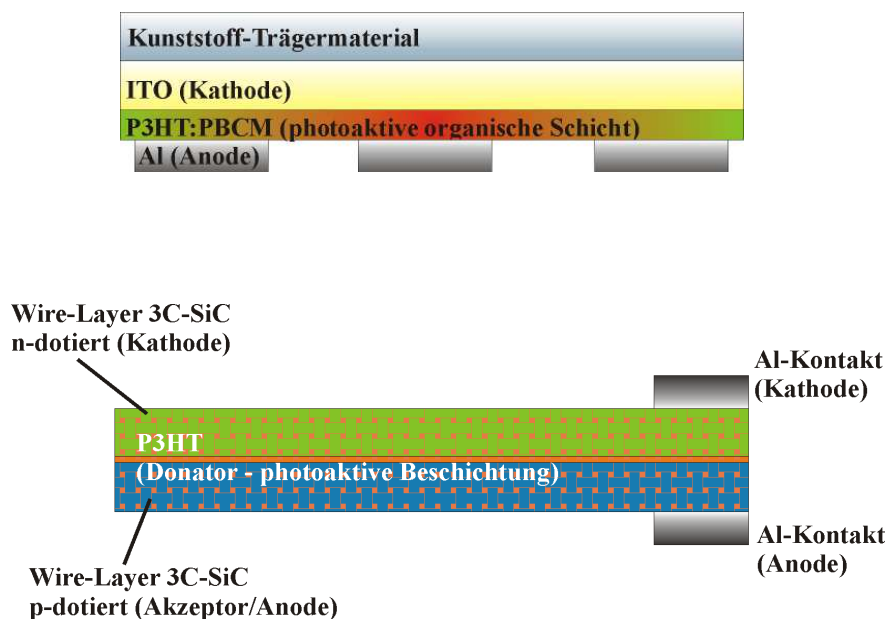 Kunststoff-Trägermaterial
ITO (Kathode)
P3HT:PBCM (photoaktive organische Schicht)
Al (Anode)
Wire-Layer 3C-SiC
n-dotiert (Kathode)
Al-Kontakt
(Kathode)
P3HT
(Donator - photoaktive Beschichtung)
Al-Kontakt
(Anode)
Wire-Layer 3C-SiC
p-dotiert (Akzeptor/Anode)